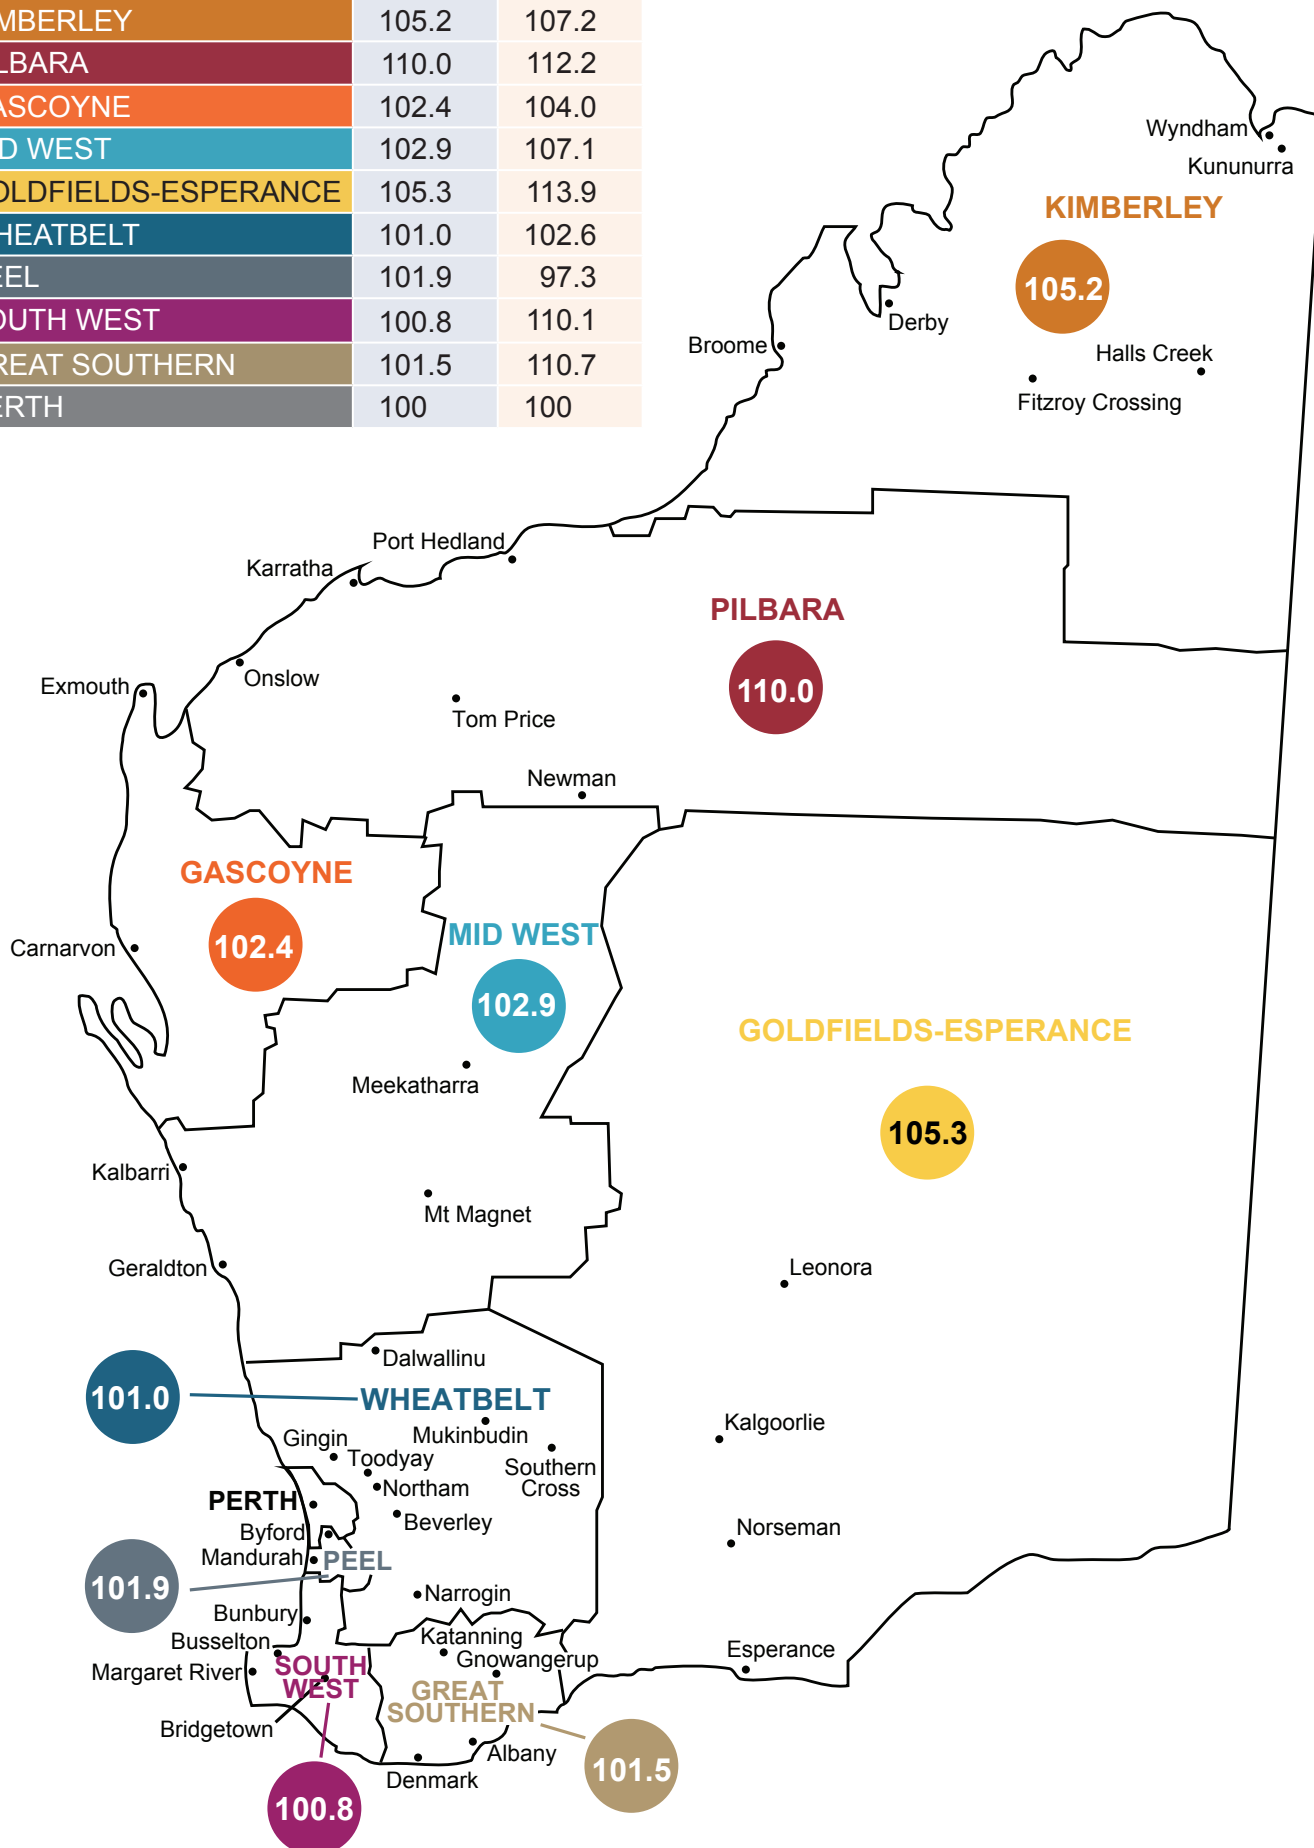 MBERLEY 105.2 107.2
LBARA 110.0 112.2
ASCOYNE 102.4 104.0
D WEST 102.9 107.1
OLDFIELDS-ESPERANCE 105.3 113.9
HEATBELT 101.0 102.6
EEL 101.9 97.3
OUTH WEST 100.8 110.1
REAT SOUTHERN 101.5 110.7
ERTH 100 100
Wyndham
Kununurra
KIMBERLEY
105.2
Derby
Broome
Halls Creek
Fitzroy Crossing
Port Hedland
Karratha
PILBARA
110.0
Onslow
Exmouth
Tom Price
Newman
GASCOYNE
102.4
Carnarvon
MID WEST
102.9
GOLDFIELDS-ESPERANCE
105.3
Meekatharra
Kalbarri
Mt Magnet
Geraldton
Leonora
Dalwallinu
101.0
WHEATBELT
Mukinbudin
Kalgoorlie
Gingin
Toodyay
Southern
Cross
Northam
PERTH
Beverley
Byford
Norseman
Mandurah
PEEL
101.9
Narrogin
Bunbury
Katanning
Busselton
Gnowangerup
Esperance
Margaret River
SOUTH
WEST
GREAT
SOUTHERN
Bridgetown
Albany
101.5
Denmark
100.8